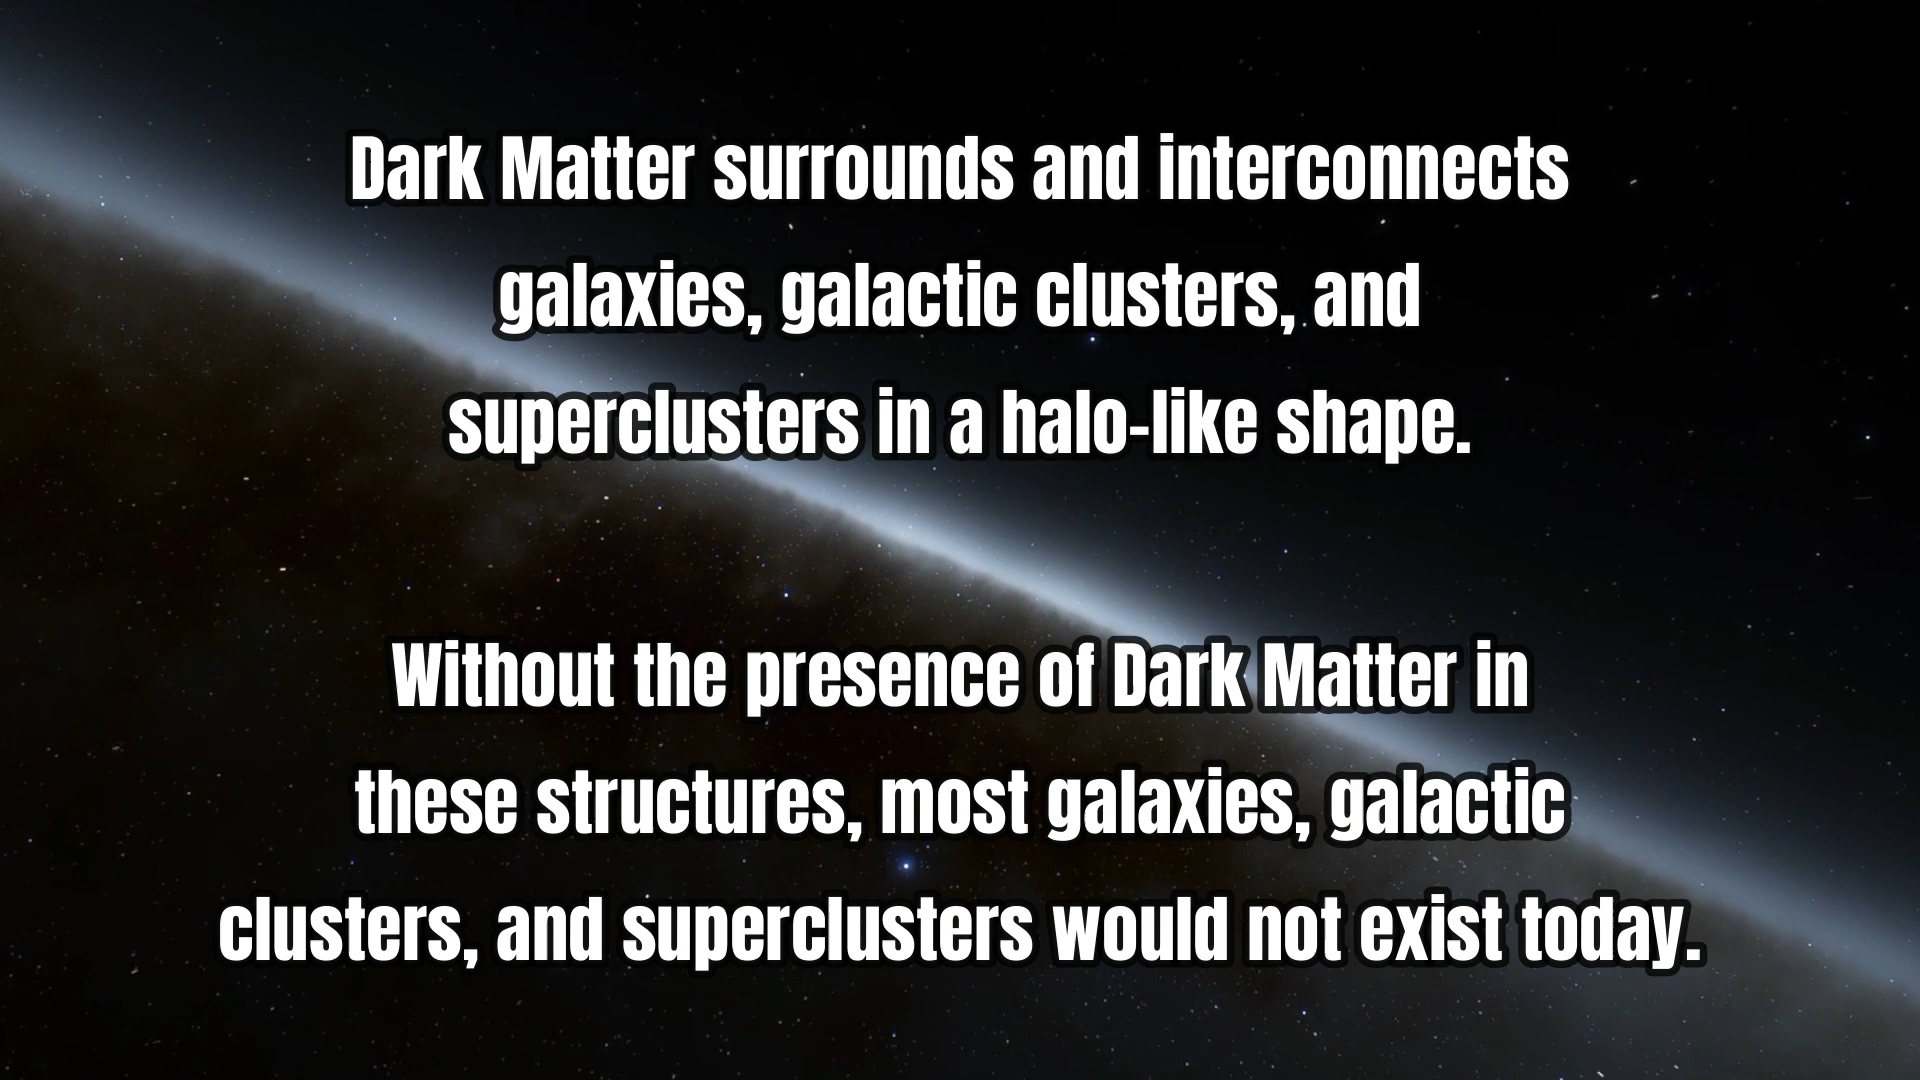 Dark Matter surrounds and interconnects
galaxies, galactic clusters, and
superclusters in a halo-like shape.
Without the presence of Dark Matter in
these structures, most galaxies, galactic
clusters, and superclusters would not exist today.